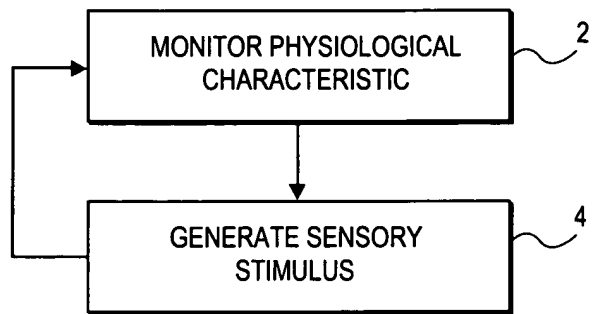 MONITOR PHYSIOLOGICAL
CHARACTERISTIC
2
GENERATE SENSORY
STIMULUS
4